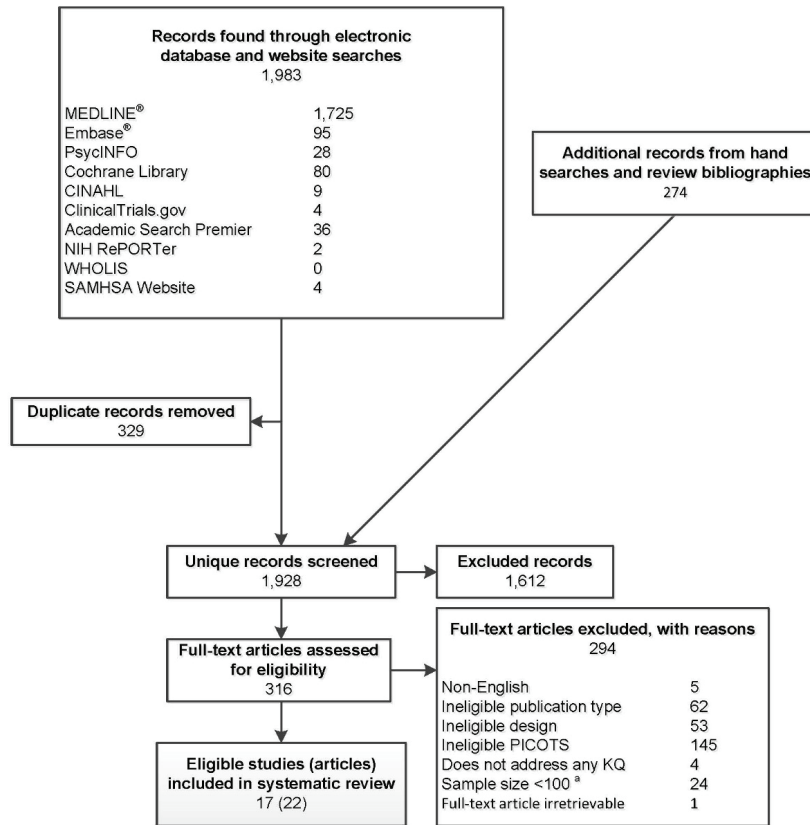 Records found through electronic
database and website searches
1,983
MEDLINE® 1,725
Embase® 95
PsycINFO 28
Cochrane Library 80
CINAHL 9
ClinicalTrials.gov 4
Academic Search Premier 36
NIH RePORTer 2
WHOLIS 0
SAMHSA Website 4
Additional records from hand
searches and review bibliographies
274
Duplicate records removed
329
Unique records screened
1,928
Excluded records
1,612
Full-text articles assessed
for eligibility
316
Full-text articles excluded, with reasons
294
Non-English 5
Ineligible publication type 62
Ineligible design 53
Ineligible PICOTS 145
Does not address any KQ 4
Sample size <100 a 24
Full-text article irretrievable 1
Eligible studies (articles)
included in systematic review
17 (22)